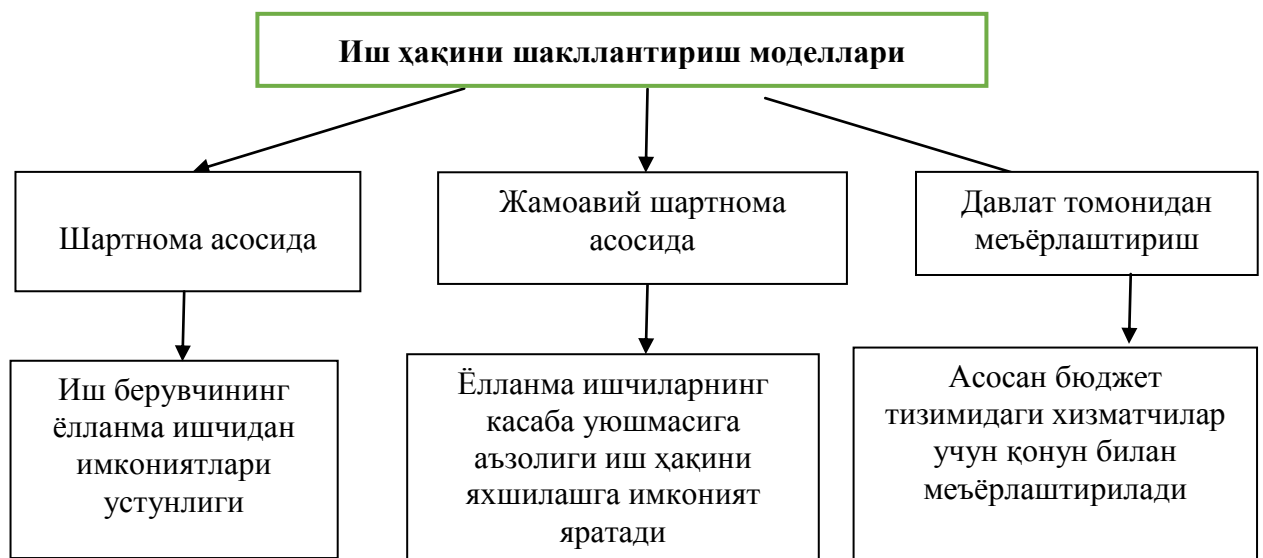 Иш ҳақини шакллантириш моделлари
Шартнома асосида
Жамоавий шартнома
асосида
Давлат томонидан
меъёрлаштириш
Иш берувчининг
ёлланма ишчидан
имкониятлари
устунлиги
Ёлланма ишчиларнинг
касаба уюшмасига
аъзолиги иш ҳақини
яхшилашга имконият
яратади
Асосан бюджет
тизимидаги хизматчилар
учун қонун билан
меъёрлаштирилади